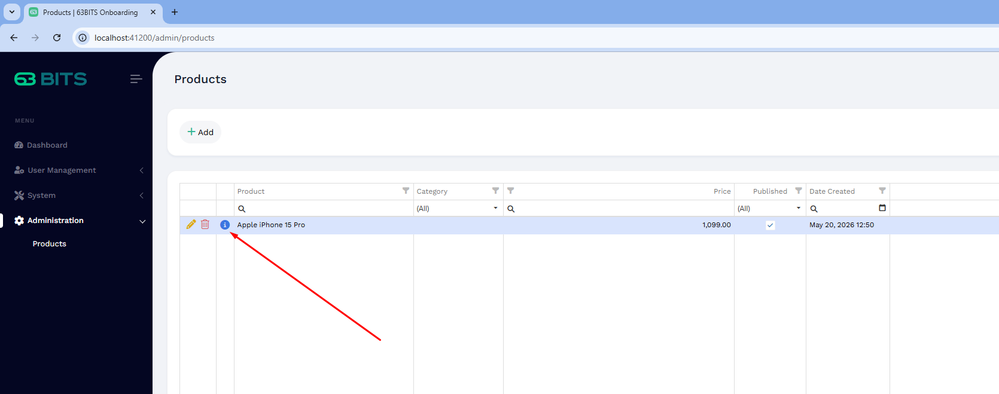 Products | 63BITS Onboarding
localhost:41200/admin/products
63 BITS
Products
MENU
Add
Dashboard
User Management
System
Administration
Products
Product Category Price Published Date Created
(All) (All)
Apple iPhone 15 Pro 1,099.00 May 20, 2026 12:50